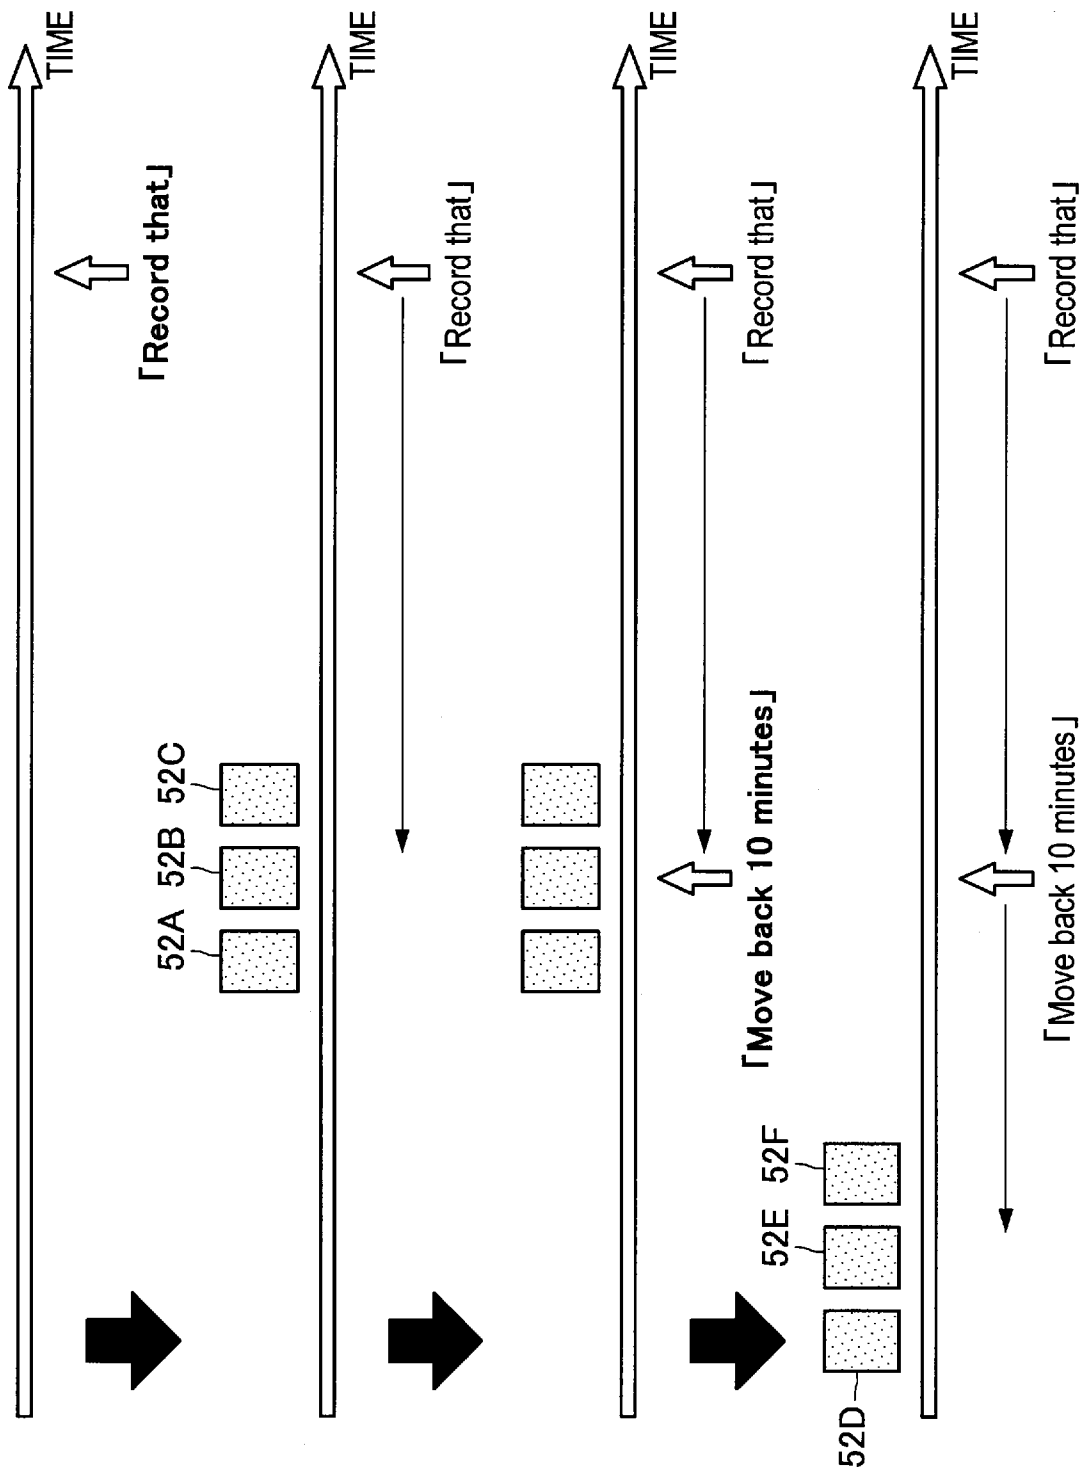 TIME
「Record that」
52A 52B 52C
TIME
「Record that」
TIME
「Move back 10 minutes」 「Record that」
52D 52E 52F
TIME
「Move back 10 minutes」 「Record that」